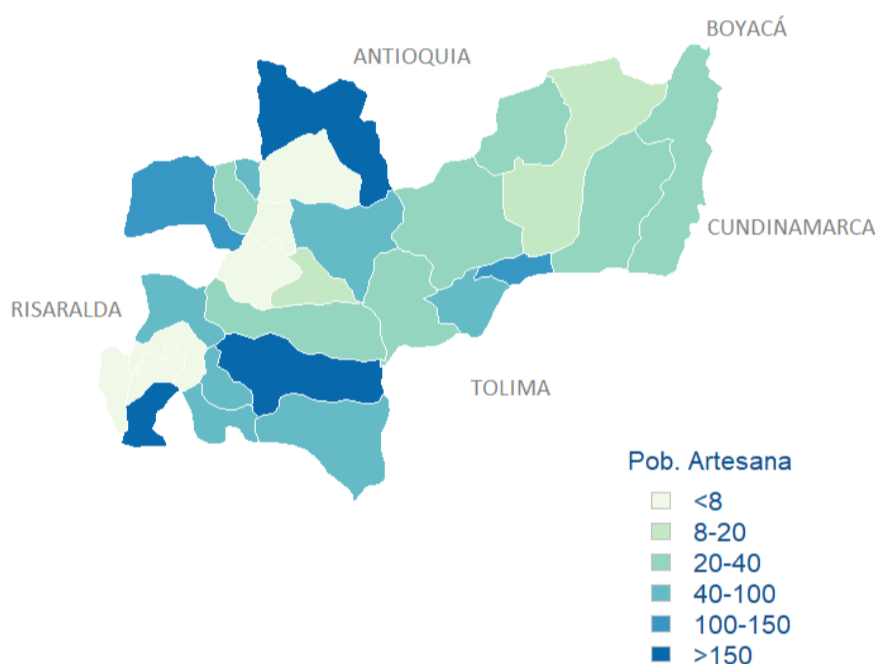 BOYACÁ
ANTIOQUIA
CUNDINAMARCA
RISARALDA
TOLIMA
Pob. Artesana
<8
8-20
20-40
40-100
100-150
>150